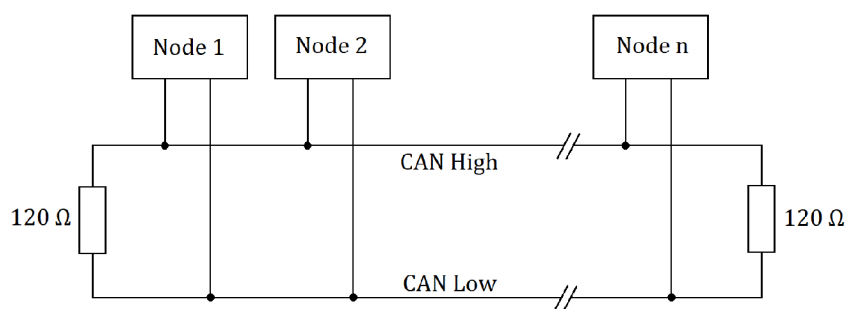 Node 1
Node 2
Node n
CAN High
120 Ω
120 Ω
CAN Low